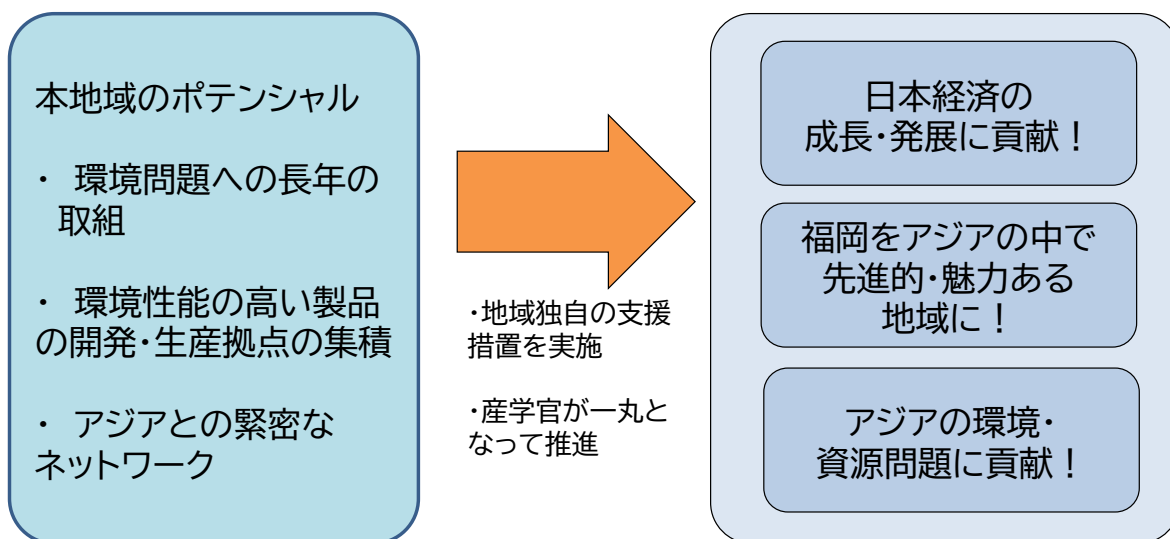 本地域のポテンシャル
・ 環境問題への長年の
取組
・ 環境性能の高い製品
の開発・生産拠点の集積
・ アジアとの緊密な
ネットワーク
・地域独自の支援
措置を実施
・産学官が一丸と
なって推進
日本経済の
成長・発展に貢献！
福岡をアジアの中で
先進的・魅力ある
地域に！
アジアの環境・
資源問題に貢献！